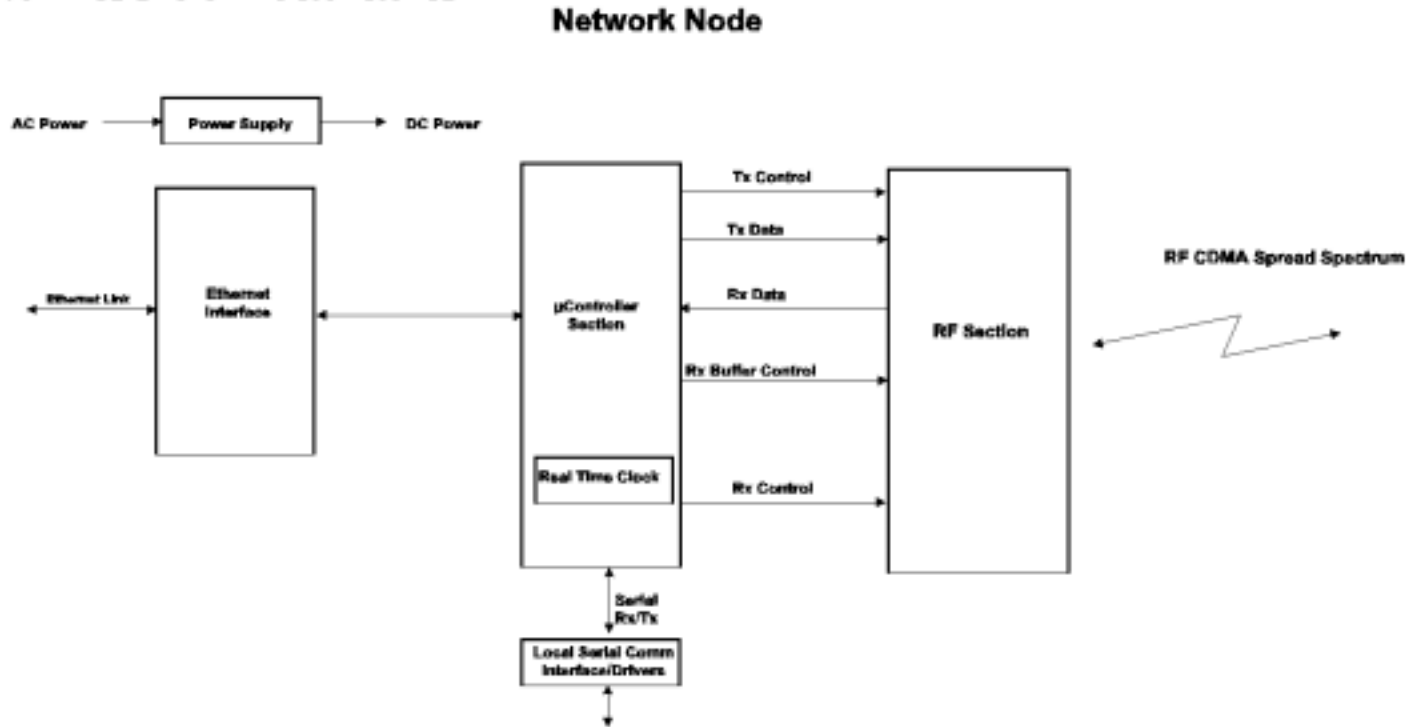 Network Node
AC Power
Power Supply
DC Power
Tx Control
Tx Data
RF CDMA Spread Spectrum
Ethernet Link
Ethernet
Interface
µController
Section
Rx Data
RF Section
Rx Buffer Control
Real Time Clock
Rx Control
Serial
Rx/Tx
Local Serial Comm
Interface/Drivers